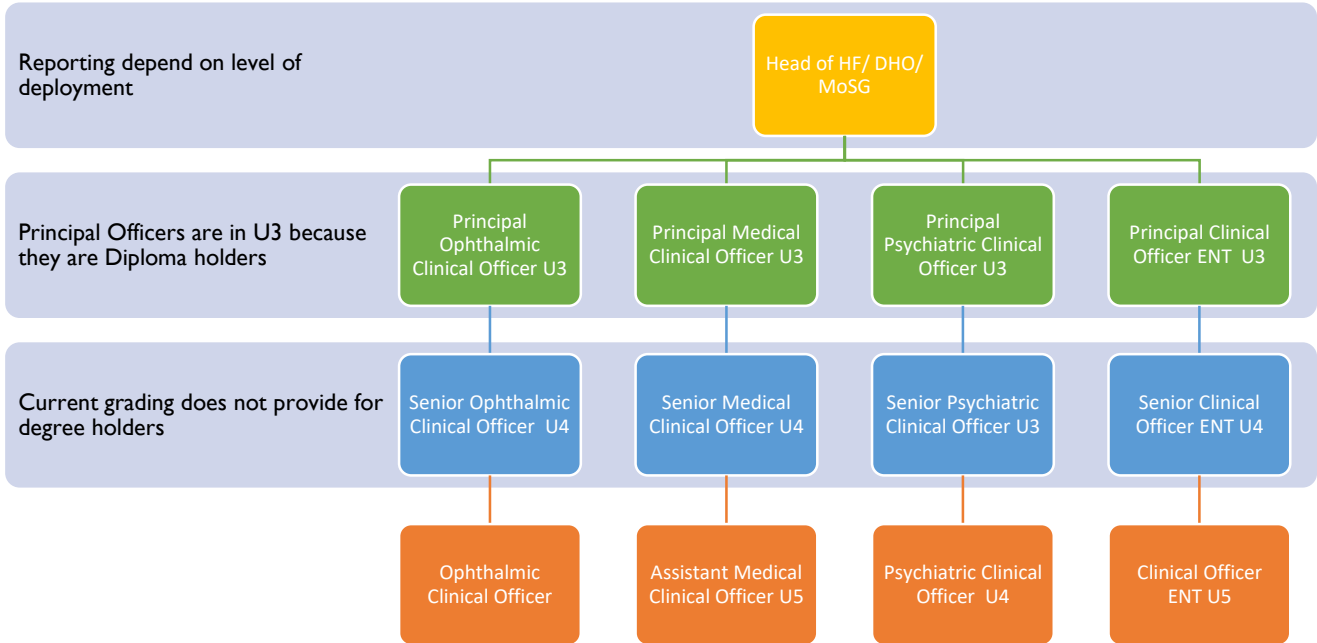 Reporting depend on level of
deployment
Head of HF/ DHO/
MoSG
Principal Officers are in U3 because
they are Diploma holders
Principal
Ophthalmic
Clinical Officer U3
Principal Medical
Clinical Officer U3
Principal
Psychiatric Clinical
Officer U3
Principal Clinical
Officer ENT U3
Current grading does not provide for
degree holders
Senior Ophthalmic
Clinical Officer U4
Senior Medical
Clinical Officer U4
Senior Psychiatric
Clinical Officer U3
Senior Clinical
Officer ENT U4
Ophthalmic
Clinical Officer
Assistant Medical
Clinical Officer U5
Psychiatric Clinical
Officer U4
Clinical Officer
ENT U5